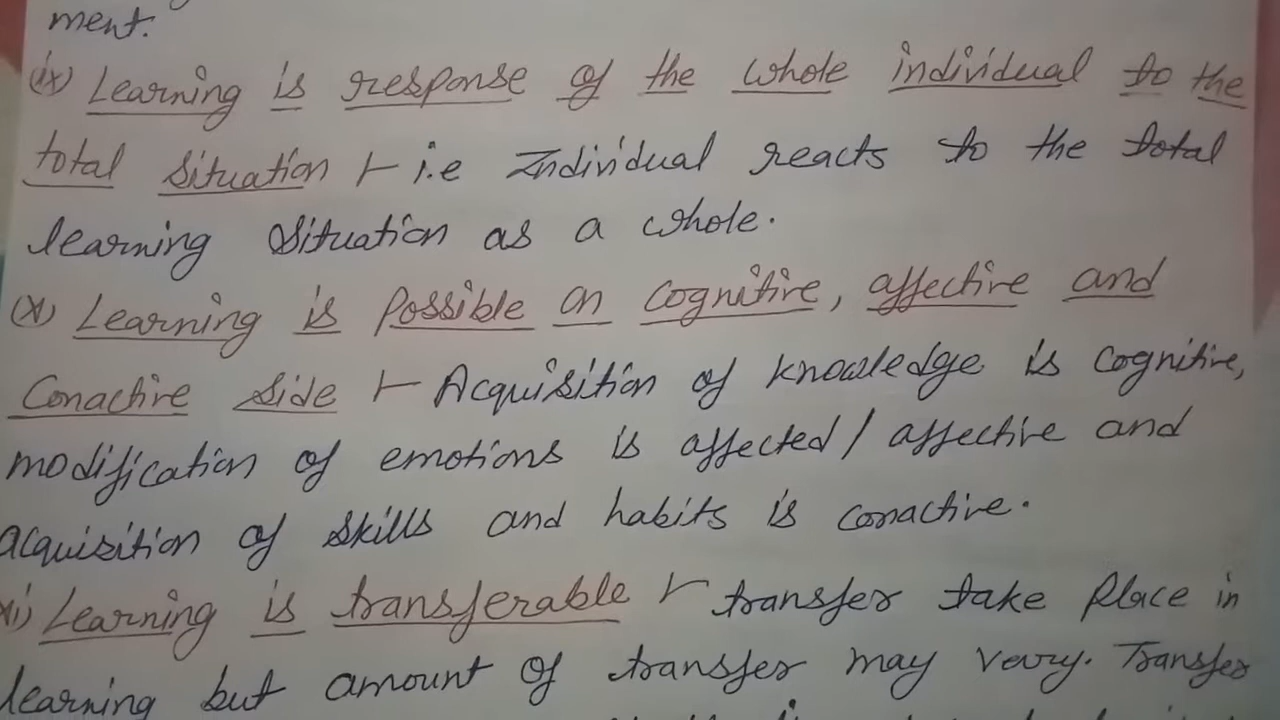 ment.
(ix) Learning is response of the whole individual to the
total situation :- i.e Individual reacts to the total
learning situation as a whole.
(x) Learning is Possible on Cognitive, affective and
Conactive side :- Acquisition of knowledge is Cognitive,
modification of emotions is affected / affective and
acquisition of skills and habits is conactive.
xi) Learning is transferable :- transfer take Place in
learning but amount of transfer may vary. Transfer